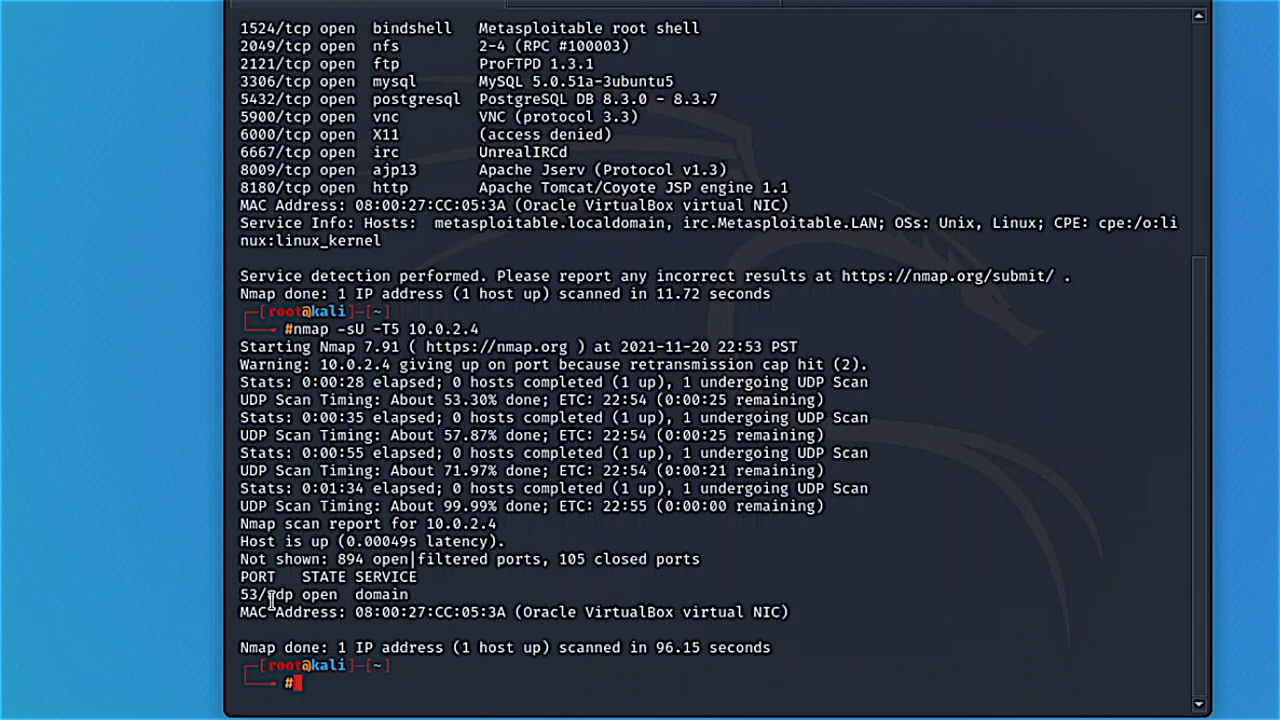 1524/tcp open  bindshell   Metasploitable root shell
2049/tcp open  nfs         2-4 (RPC #100003)
2121/tcp open  ftp         ProFTPD 1.3.1
3306/tcp open  mysql       MySQL 5.0.51a-3ubuntu5
5432/tcp open  postgresql  PostgreSQL DB 8.3.0 - 8.3.7
5900/tcp open  vnc         VNC (protocol 3.3)
6000/tcp open  X11         (access denied)
6667/tcp open  irc         UnrealIRCd
8009/tcp open  ajp13       Apache Jserv (Protocol v1.3)
8180/tcp open  http        Apache Tomcat/Coyote JSP engine 1.1
MAC Address: 08:00:27:CC:05:3A (Oracle VirtualBox virtual NIC)
Service Info: Hosts:  metasploitable.localdomain, irc.Metasploitable.LAN; OSs: Unix, Linux; CPE: cpe:/o:li
nux:linux_kernel
Service detection performed. Please report any incorrect results at https://nmap.org/submit/ .
Nmap done: 1 IP address (1 host up) scanned in 11.72 seconds
[root@kali]-[~]
#nmap -sU -T5 10.0.2.4
Starting Nmap 7.91 ( https://nmap.org ) at 2021-11-20 22:53 PST
Warning: 10.0.2.4 giving up on port because retransmission cap hit (2).
Stats: 0:00:28 elapsed; 0 hosts completed (1 up), 1 undergoing UDP Scan
UDP Scan Timing: About 53.30% done; ETC: 22:54 (0:00:25 remaining)
Stats: 0:00:35 elapsed; 0 hosts completed (1 up), 1 undergoing UDP Scan
UDP Scan Timing: About 57.87% done; ETC: 22:54 (0:00:25 remaining)
Stats: 0:00:55 elapsed; 0 hosts completed (1 up), 1 undergoing UDP Scan
UDP Scan Timing: About 71.97% done; ETC: 22:54 (0:00:21 remaining)
Stats: 0:01:34 elapsed; 0 hosts completed (1 up), 1 undergoing UDP Scan
UDP Scan Timing: About 99.99% done; ETC: 22:55 (0:00:00 remaining)
Nmap scan report for 10.0.2.4
Host is up (0.00049s latency).
Not shown: 894 open|filtered ports, 105 closed ports
PORT   STATE SERVICE
53/udp open  domain
MAC Address: 08:00:27:CC:05:3A (Oracle VirtualBox virtual NIC)
Nmap done: 1 IP address (1 host up) scanned in 96.15 seconds
[root@kali]-[~]
#